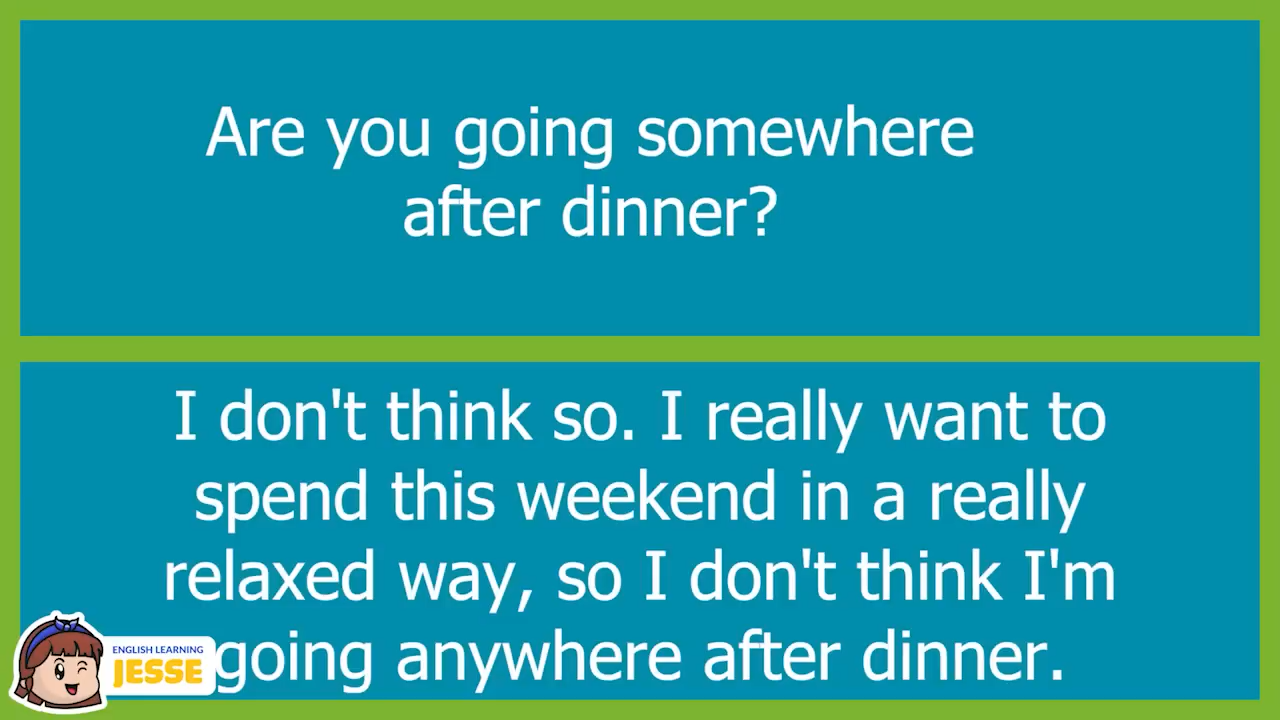 Are you going somewhere
after dinner?
I don't think so. I really want to
spend this weekend in a really
relaxed way, so I don't think I'm
going anywhere after dinner.
ENGLISH LEARNING
JESSE